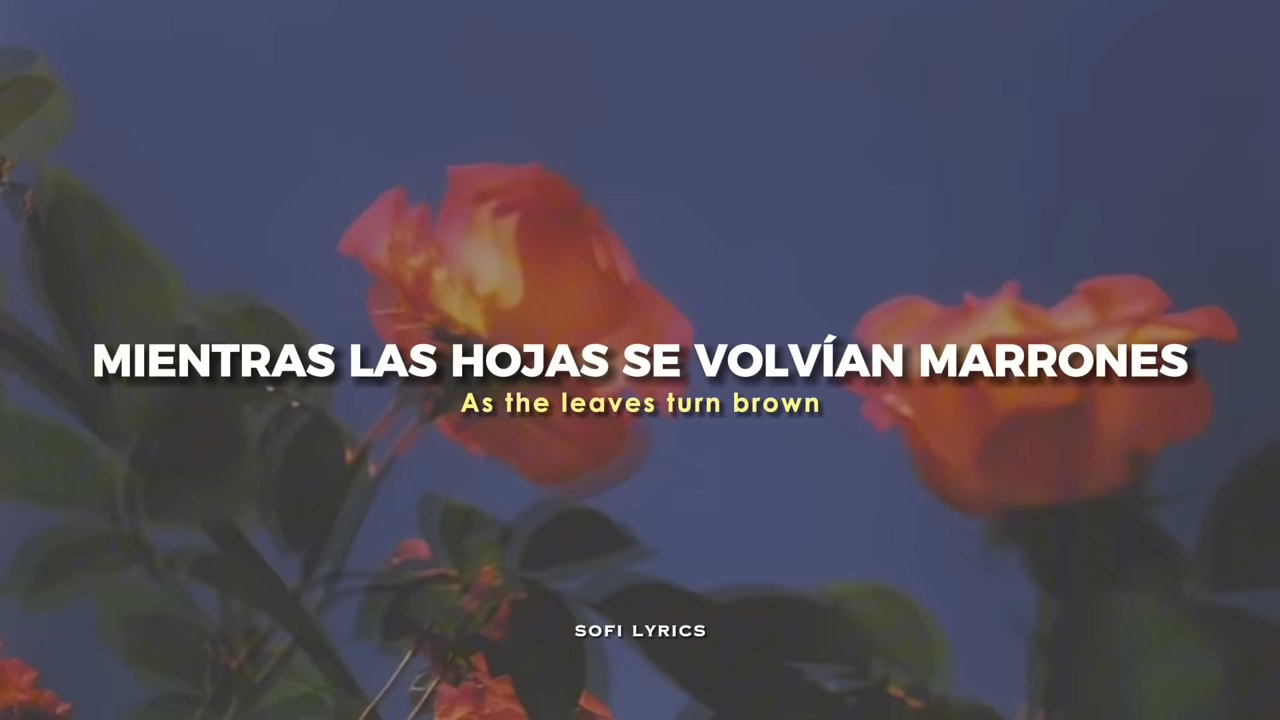 MIENTRAS LAS HOJAS SE VOLVÍAN MARRONES
As the leaves turn brown
SOFI LYRICS